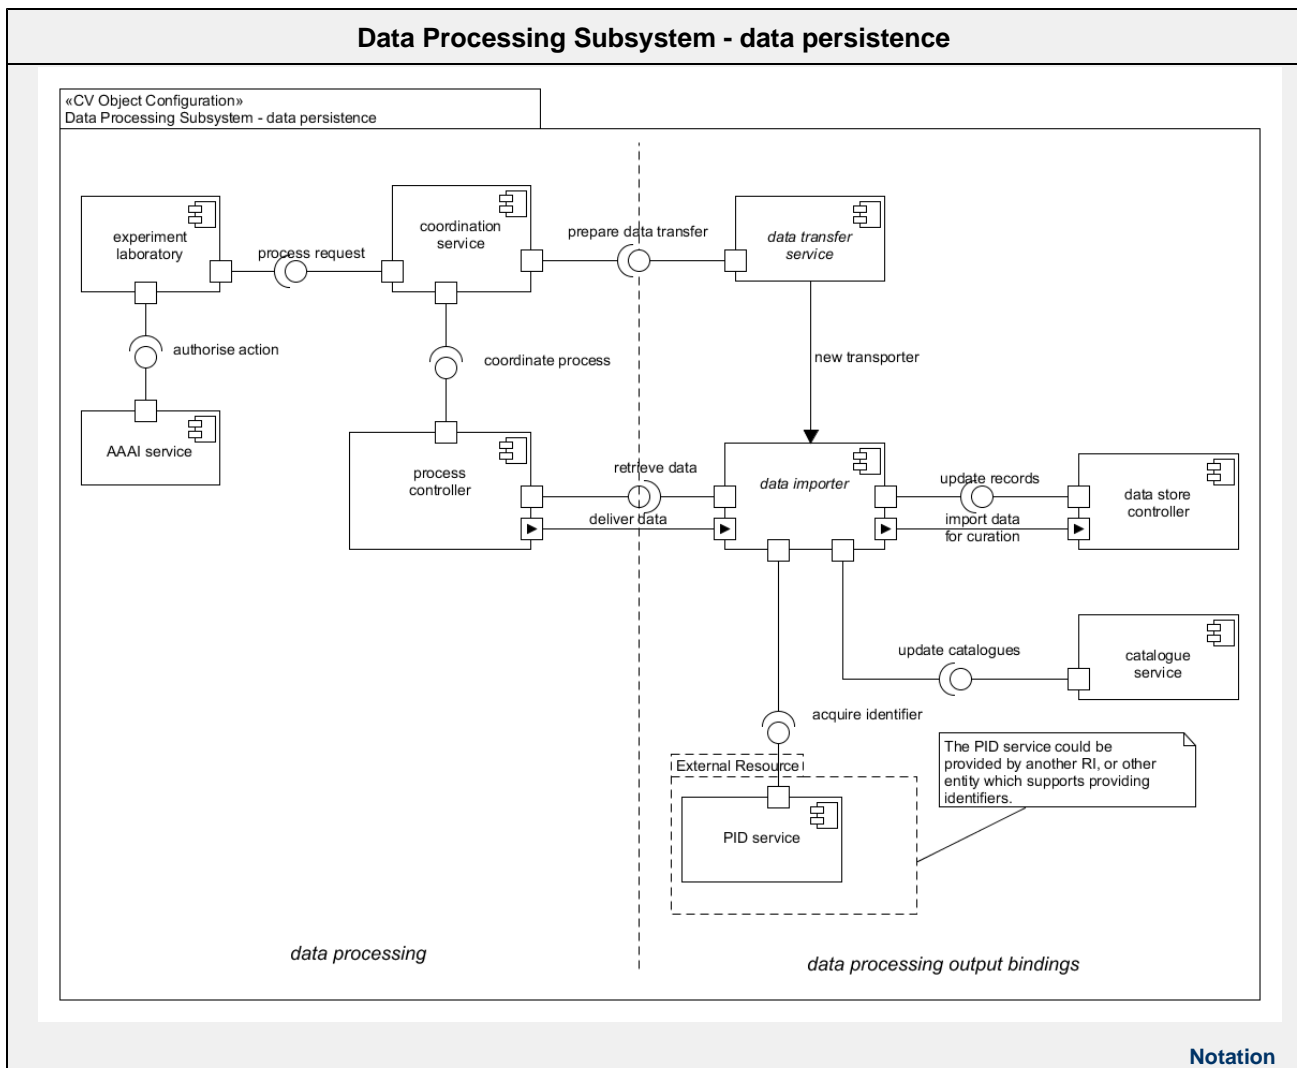 Data Processing Subsystem - data persistence
«CV Object Configuration»
Data Processing Subsystem - data persistence
experiment
laboratory
process request
coordination
service
prepare data transfer
data transfer
service
authorise action
coordinate process
new transporter
AAAI service
process
controller
retrieve data
deliver data
data importer
update records
import data
for curation
data store
controller
update catalogues
catalogue
service
acquire identifier
External Resource
PID service
The PID service could be
provided by another RI, or other
entity which supports providing
identifiers.
data processing
data processing output bindings
Notation